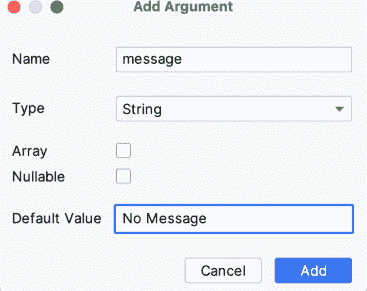 Add Argument
Name message
Type String
Array
Nullable
Default Value No Message
Cancel Add